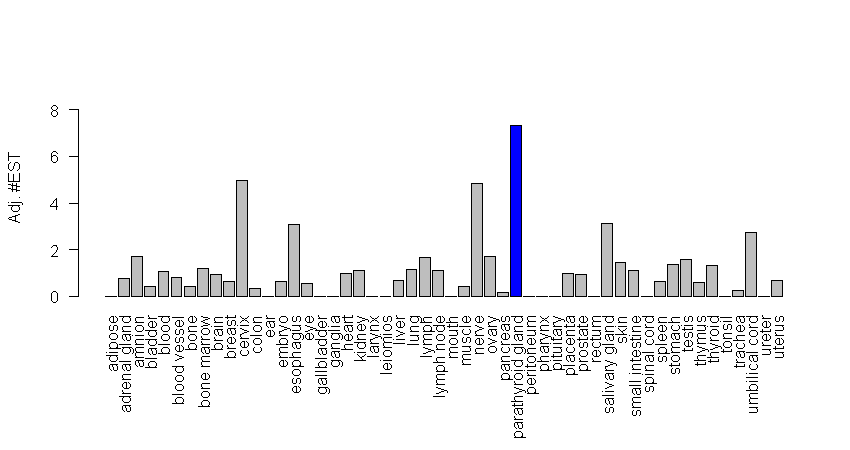 8
6
4
2
0
Adj. #EST
adipose
adrenal gland
amnion
bladder
blood
blood vessel
bone
bone marrow
brain
breast
cervix
colon
ear
embryo
esophagus
eye
gallbladder
ganglia
heart
kidney
larynx
leiomios
liver
lung
lymph
lymph node
mouth
muscle
nerve
ovary
pancreas
parathyroid gland
peritoneum
pharynx
pituitary
placenta
prostate
rectum
salivary gland
skin
small intestine
spinal cord
spleen
stomach
testis
thymus
thyroid
tonsil
trachea
umbilical cord
ureter
uterus